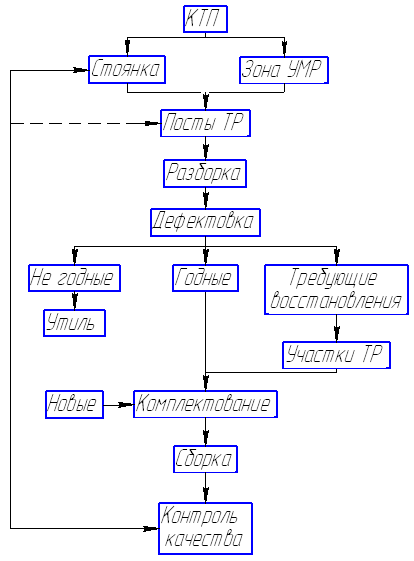 КТП
Стоянка
Зона УМР
Посты ТР
Разборка
Дефектовка
Не годные
Годные
Требующие
восстановления
Утиль
Участки ТР
Новые
Комплектование
Сборка
Контроль
качества